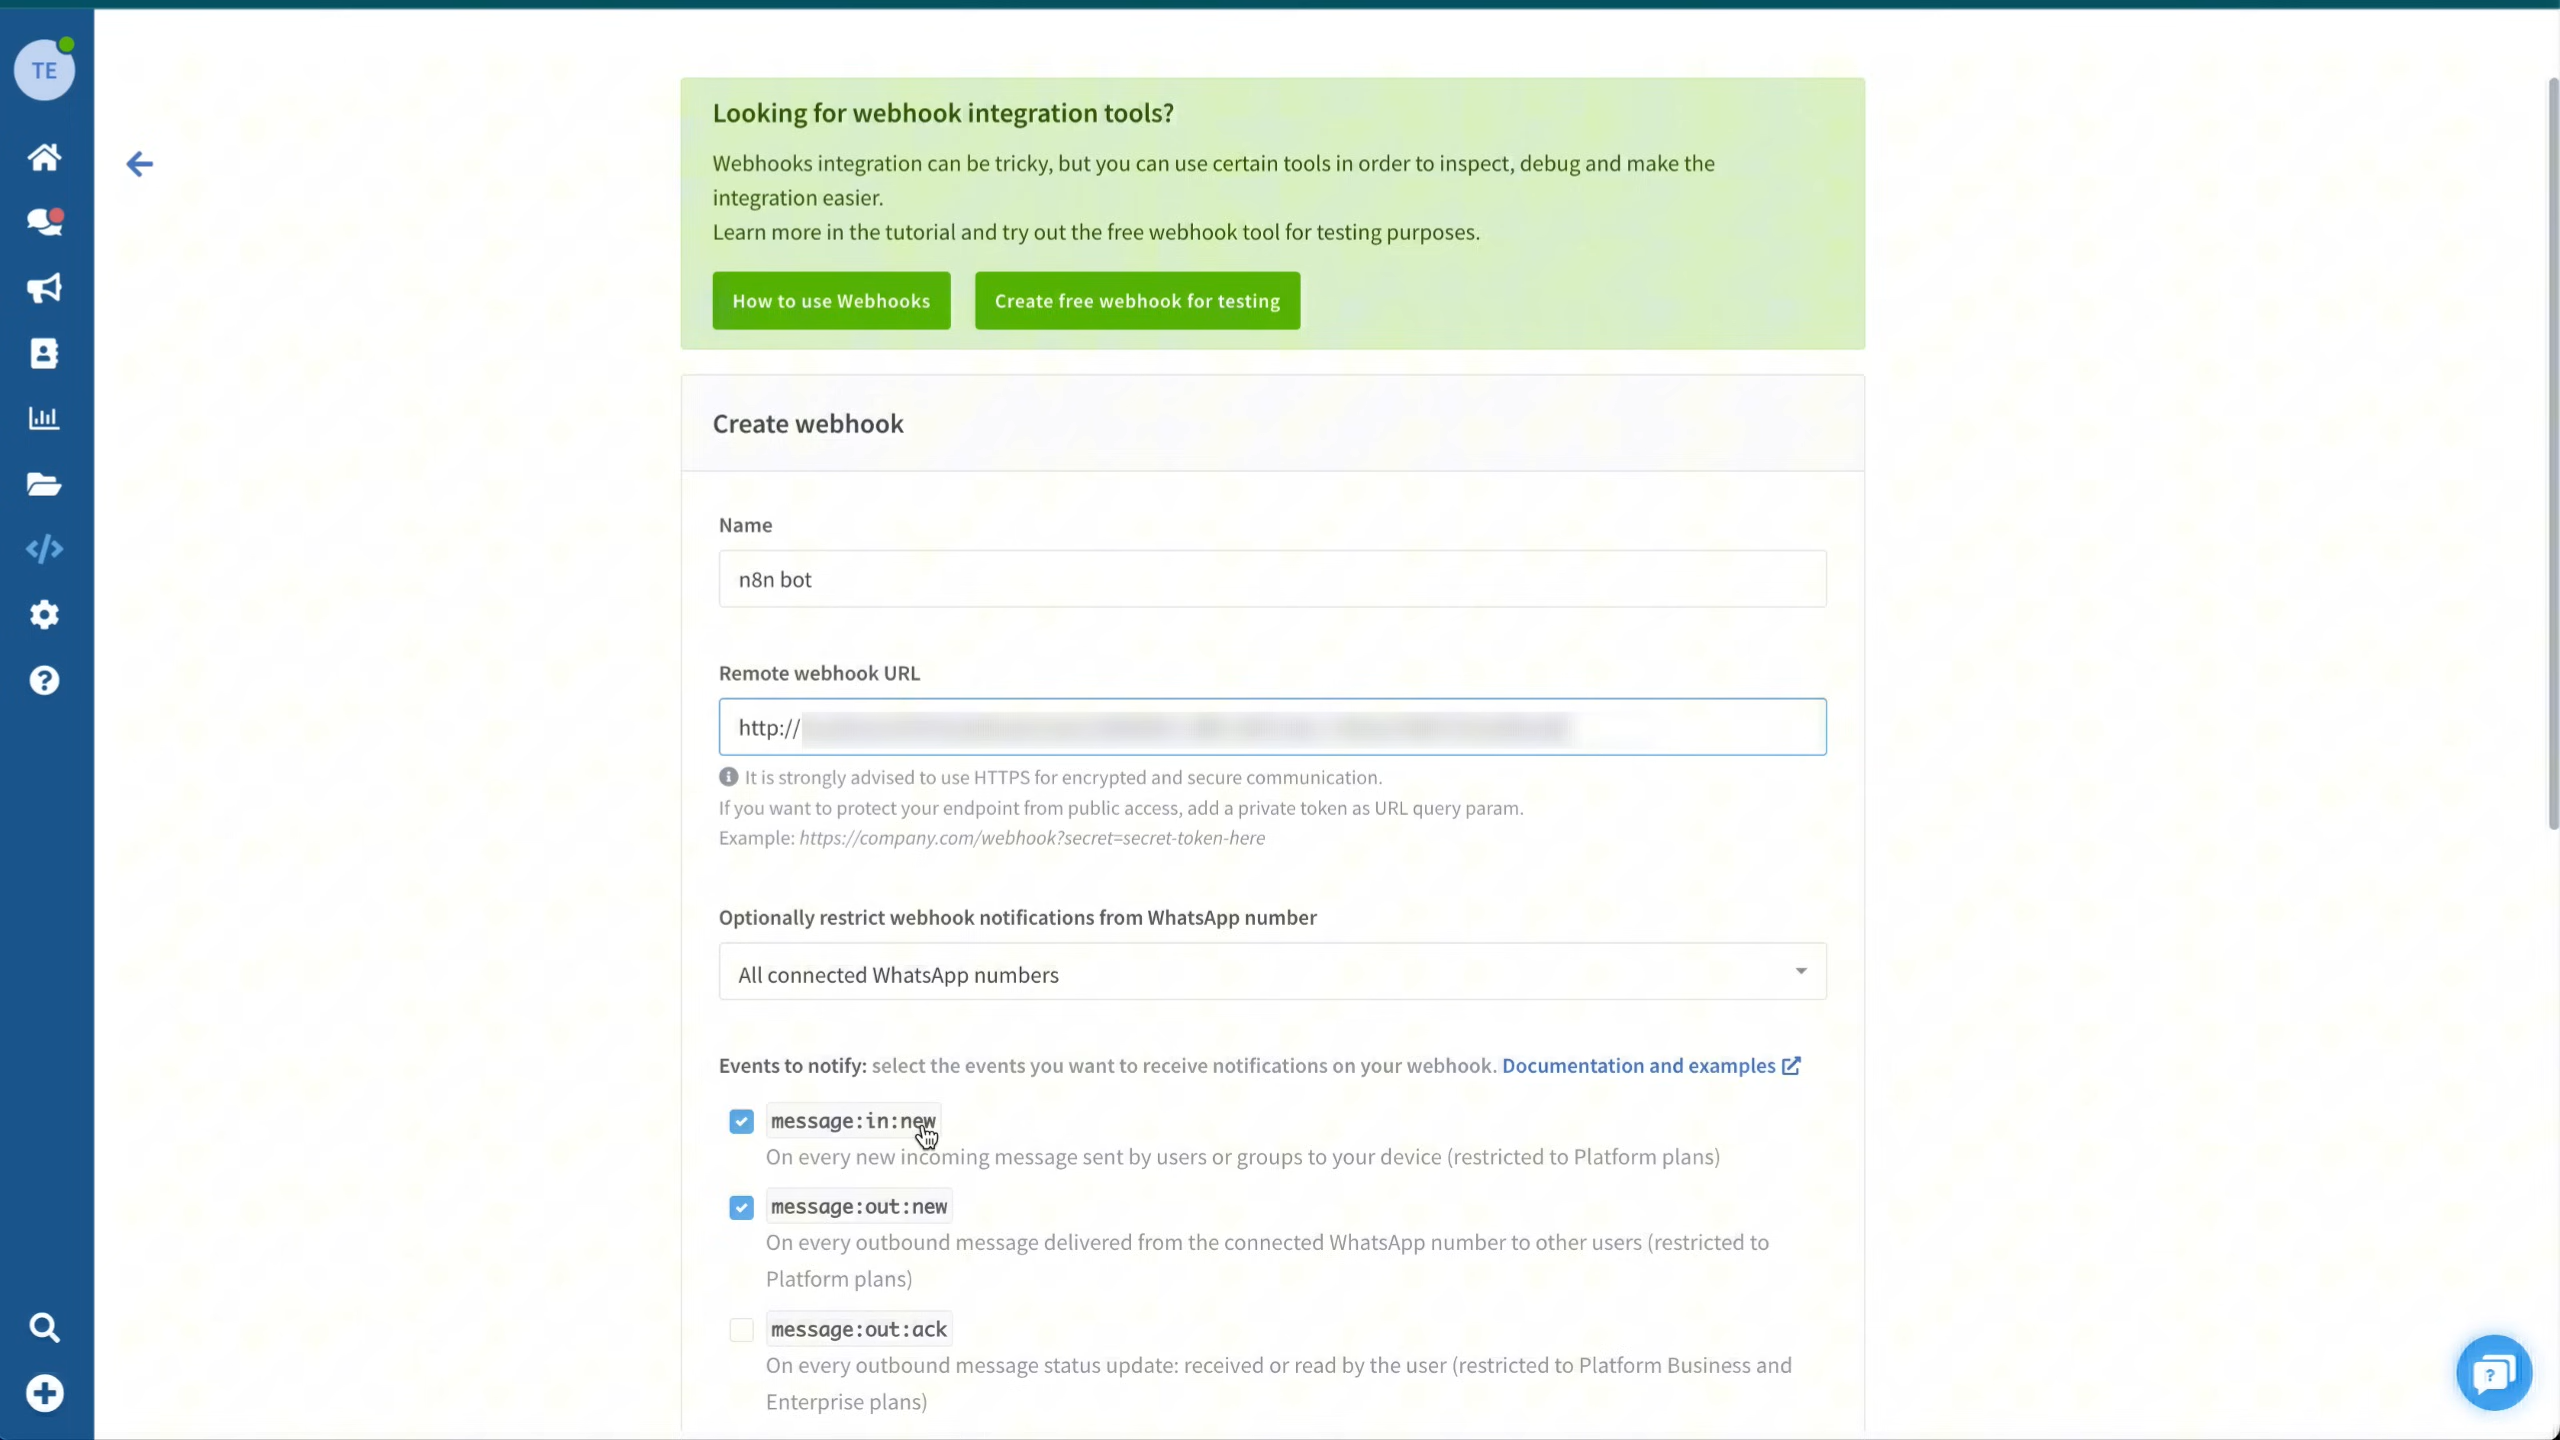 TE
Looking for webhook integration tools?
Webhooks integration can be tricky, but you can use certain tools in order to inspect, debug and make the
integration easier.
Learn more in the tutorial and try out the free webhook tool for testing purposes.
How to use Webhooks
Create free webhook for testing
Create webhook
Name
n8n bot
Remote webhook URL
http://
It is strongly advised to use HTTPS for encrypted and secure communication.
If you want to protect your endpoint from public access, add a private token as URL query param.
Example: https://company.com/webhook?secret=secret-token-here
Optionally restrict webhook notifications from WhatsApp number
All connected WhatsApp numbers
Events to notify: select the events you want to receive notifications on your webhook. Documentation and examples
message:in:new
On every new incoming message sent by users or groups to your device (restricted to Platform plans)
message:out:new
On every outbound message delivered from the connected WhatsApp number to other users (restricted to
Platform plans)
message:out:ack
On every outbound message status update: received or read by the user (restricted to Platform Business and
Enterprise plans)